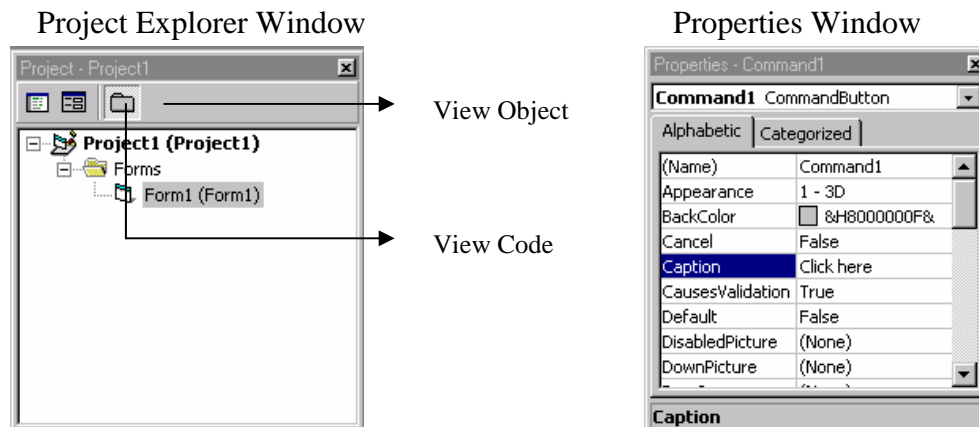 Project Explorer Window
Properties Window
Project - Project1
View Object
Project1 (Project1)
Forms
Form1 (Form1)
View Code
Properties - Command1
Command1 CommandButton
Alphabetic Categorized
(Name) Command1
Appearance 1 - 3D
BackColor &H8000000F&
Cancel False
Caption Click here
CausesValidation True
Default False
DisabledPicture (None)
DownPicture (None)
Caption